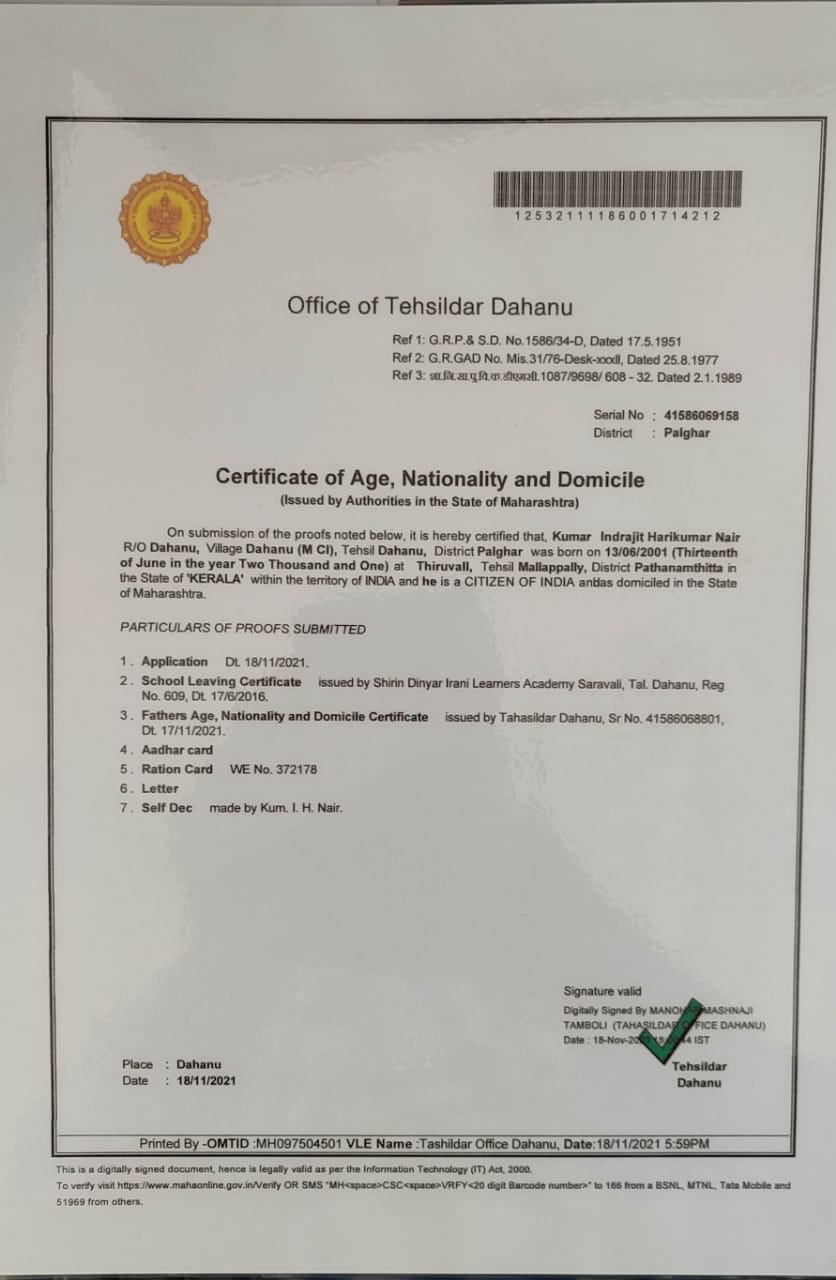 12532111186001714212
Office of Tehsildar Dahanu
Ref 1: G.R.P.& S.D. No.1586/34-D, Dated 17.5.1951
Ref 2: G.R.GAD No. Mis.31/76-Desk-xxxII, Dated 25.8.1977
Ref 3: शा.नि.सा.पू.वि.क.डीएमसी.1087/9698/ 608 - 32. Dated 2.1.1989
Serial No : 41586069158
District : Palghar
Certificate of Age, Nationality and Domicile
(Issued by Authorities in the State of Maharashtra)
On submission of the proofs noted below, it is hereby certified that, Kumar Indrajit Harikumar Nair
R/O Dahanu, Village Dahanu (M Cl), Tehsil Dahanu, District Palghar was born on 13/06/2001 (Thirteenth
of June in the year Two Thousand and One) at Thiruvall, Tehsil Mallappally, District Pathanamthitta in
the State of 'KERALA' within the territory of INDIA and he is a CITIZEN OF INDIA and domiciled in the State
of Maharashtra.
PARTICULARS OF PROOFS SUBMITTED
1 . Application Dt. 18/11/2021.
2 . School Leaving Certificate issued by Shirin Dinyar Irani Learners Academy Saravali, Tal. Dahanu, Reg
No. 609, Dt. 17/6/2016.
3 . Fathers Age, Nationality and Domicile Certificate issued by Tahasildar Dahanu, Sr No. 41586068801,
Dt. 17/11/2021.
4 . Aadhar card
5 . Ration Card WE No. 372178
6 . Letter
7 . Self Dec made by Kum. I. H. Nair.
Signature valid
Digitally Signed By MANOHAR MASHNAJI
TAMBOLI (TAHASILDAR OFFICE DAHANU)
Date : 18-Nov-2021 IST
Place : Dahanu
Date : 18/11/2021
Tehsildar
Dahanu
Printed By -OMTID :MH097504501 VLE Name :Tashildar Office Dahanu, Date:18/11/2021 5:59PM
This is a digitally signed document, hence is legally valid as per the Information Technology (IT) Act, 2000.
To verify visit https://www.mahaonline.gov.in/Verify OR SMS "MH<space>CSC<space>VRFY<20 digit Barcode number>" to 166 from a BSNL, MTNL, Tata Mobile and
51969 from others.